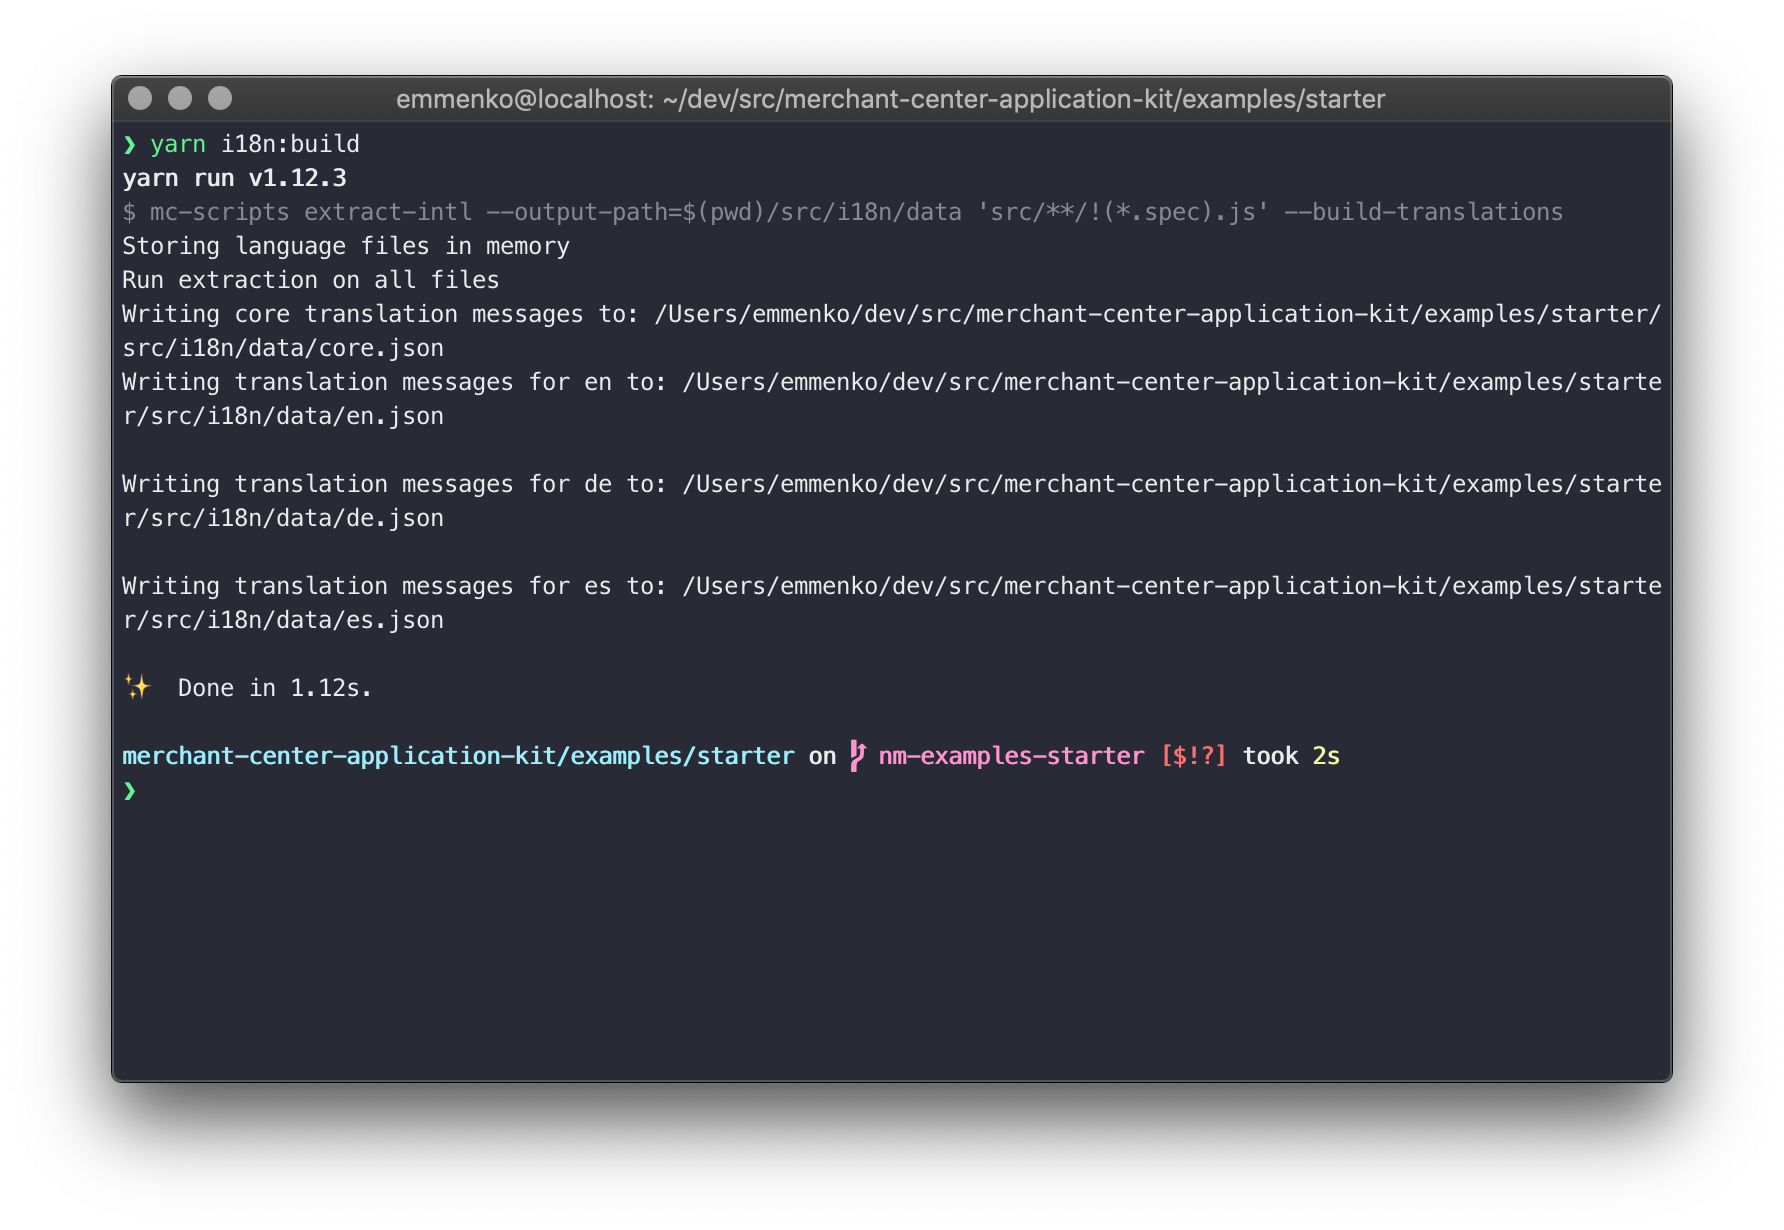 emmenko@localhost: ~/dev/src/merchant-center-application-kit/examples/starter
❯ yarn i18n:build
yarn run v1.12.3
$ mc-scripts extract-intl --output-path=$(pwd)/src/i18n/data 'src/**/!(*.spec).js' --build-translations
Storing language files in memory
Run extraction on all files
Writing core translation messages to: /Users/emmenko/dev/src/merchant-center-application-kit/examples/starter/
src/i18n/data/core.json
Writing translation messages for en to: /Users/emmenko/dev/src/merchant-center-application-kit/examples/starte
r/src/i18n/data/en.json
Writing translation messages for de to: /Users/emmenko/dev/src/merchant-center-application-kit/examples/starte
r/src/i18n/data/de.json
Writing translation messages for es to: /Users/emmenko/dev/src/merchant-center-application-kit/examples/starte
r/src/i18n/data/es.json
✨ Done in 1.12s.
merchant-center-application-kit/examples/starter on  nm-examples-starter [$!?] took 2s
❯